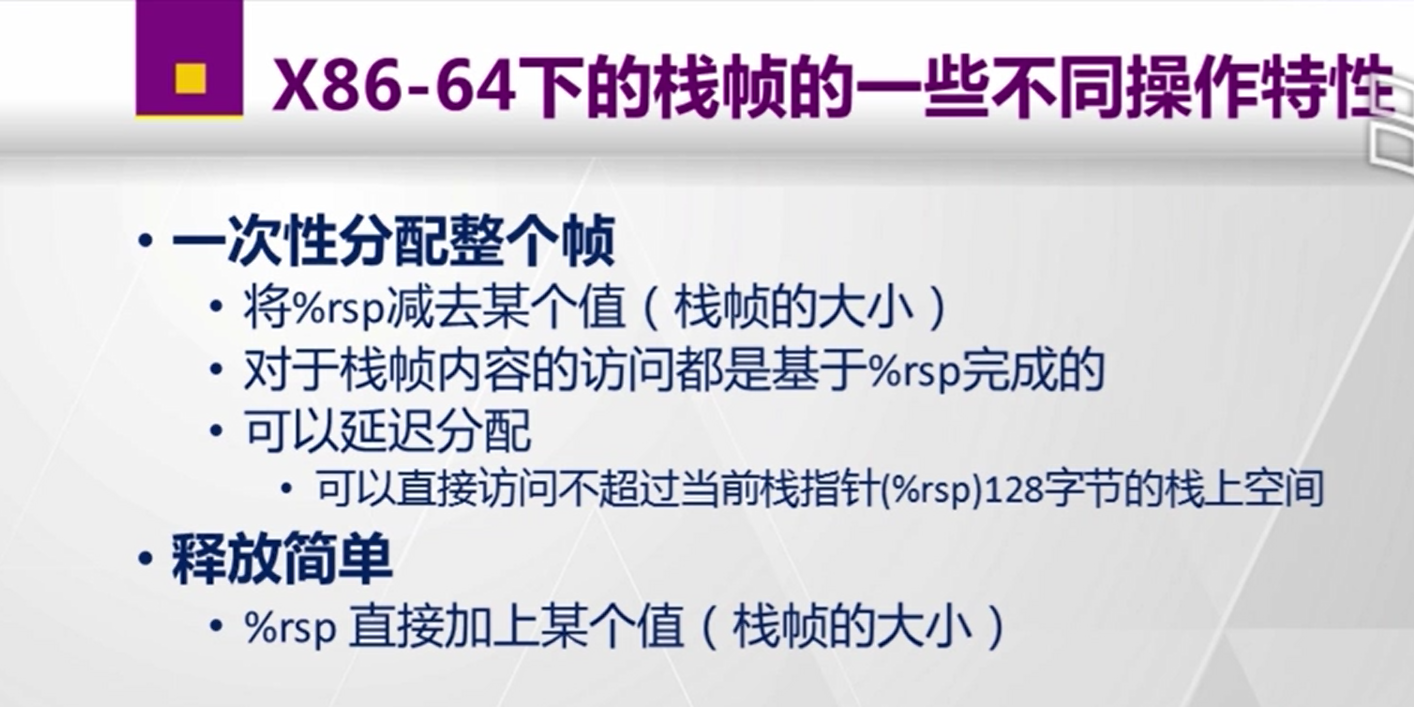 X86-64下的栈帧的一些不同操作特性
• 一次性分配整个帧
• 将%rsp减去某个值（栈帧的大小）
• 对于栈帧内容的访问都是基于%rsp完成的
• 可以延迟分配
• 可以直接访问不超过当前栈指针(%rsp)128字节的栈上空间
• 释放简单
• %rsp 直接加上某个值（栈帧的大小）